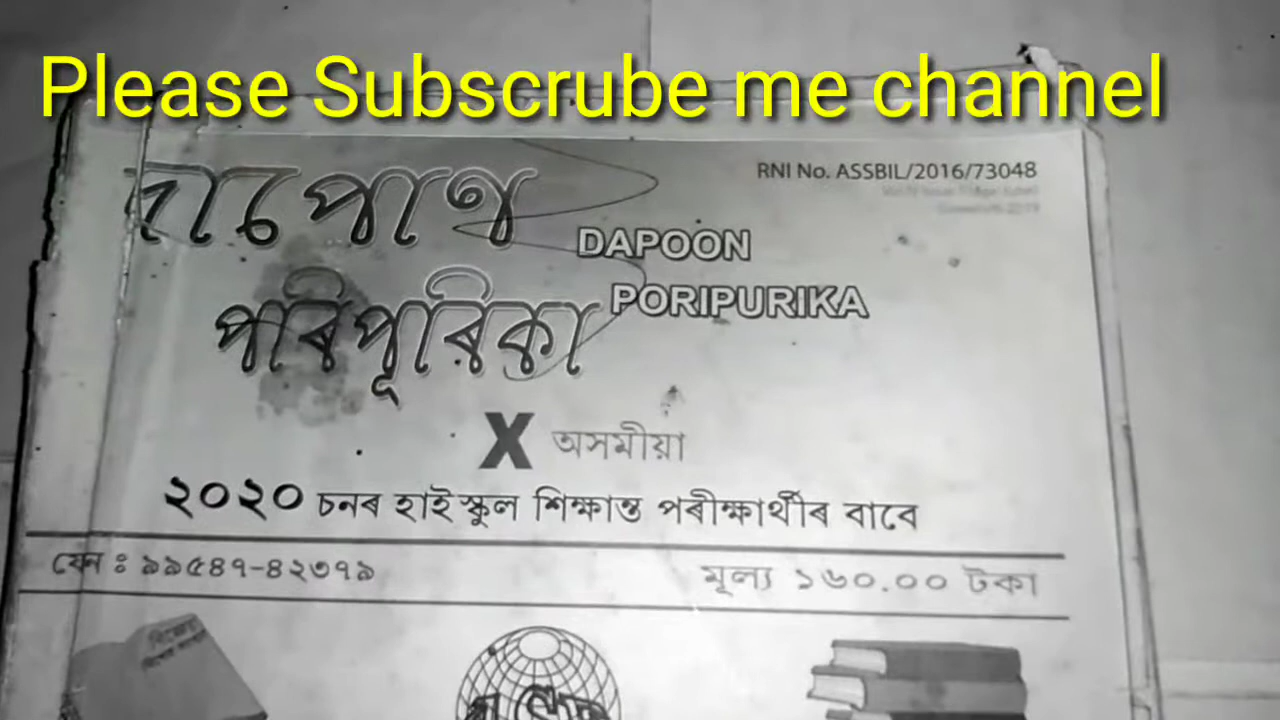 Please Subscrube me channel
RNI No. ASSBIL/2016/73048
দাপোণ
DAPOON
পৰিপূৰিকা
PORIPURIKA
X অসমীয়া
২০২০ চনৰ হাইস্কুল শিক্ষান্ত পৰীক্ষাৰ্থীৰ বাবে
ফোন : ৯৯৫৪৭-৪২৩৭৯
মূল্য ১৬০.০০ টকা